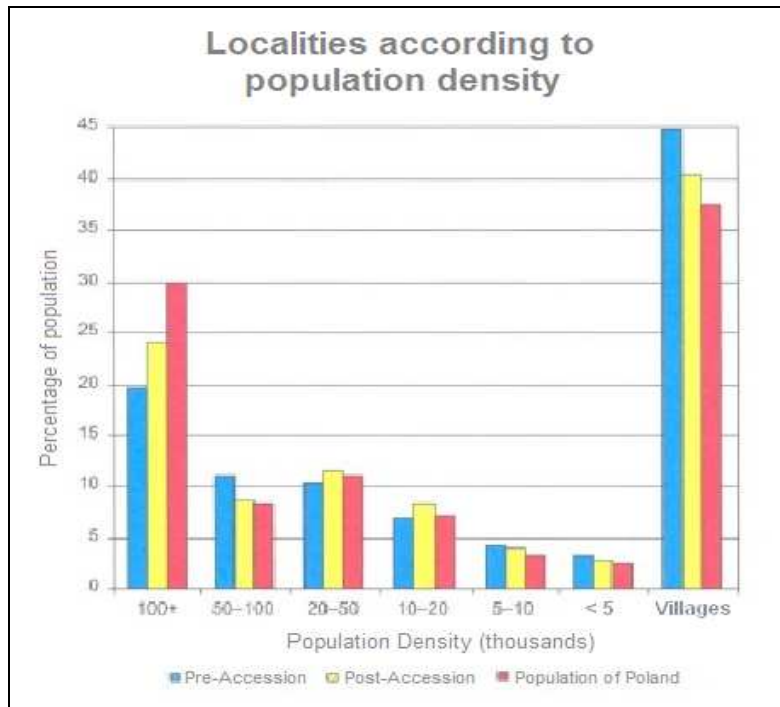 Localities according to
population density
Percentage of population
45
40
35
30
25
20
15
10
5
0
100+
50–100
20–50
10–20
5–10
< 5
Villages
Population Density (thousands)
Pre-Accession
Post-Accession
Population of Poland